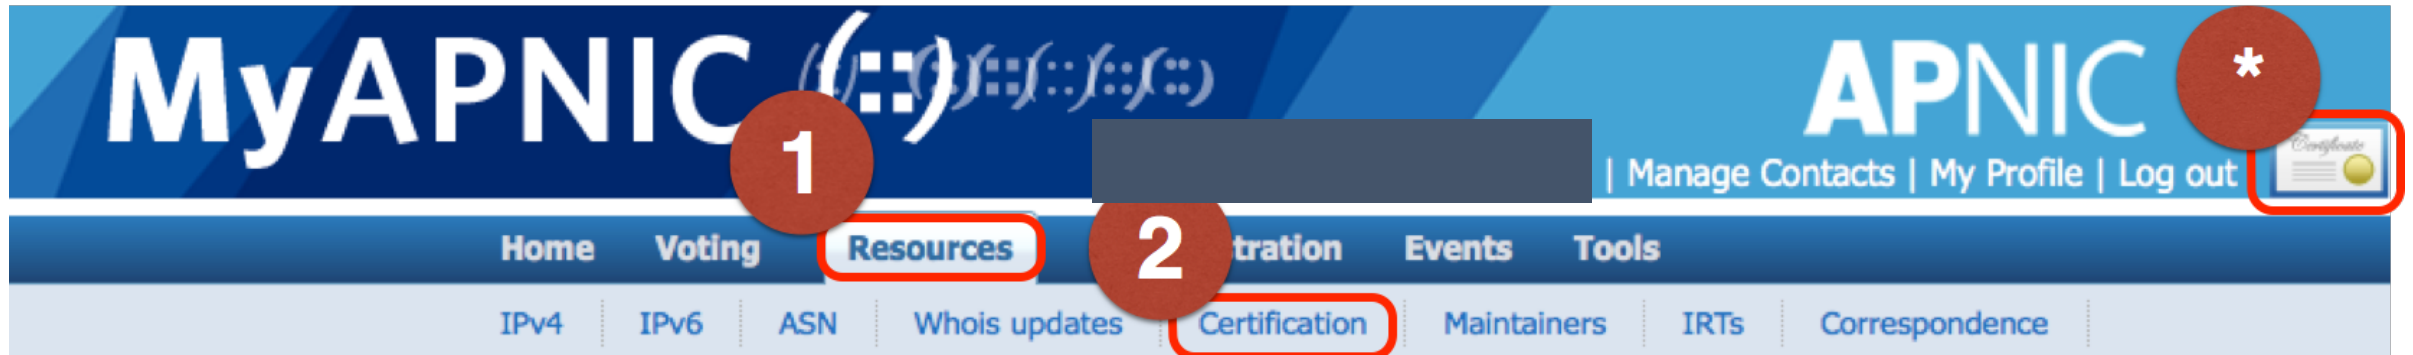 MyAPNIC (::) (::) (::) (::) (::) (::)
APNIC
*
1
Certificate
| Manage Contacts | My Profile | Log out
2
Home Voting Resources tration Events Tools
IPv4 IPv6 ASN Whois updates Certification Maintainers IRTs Correspondence